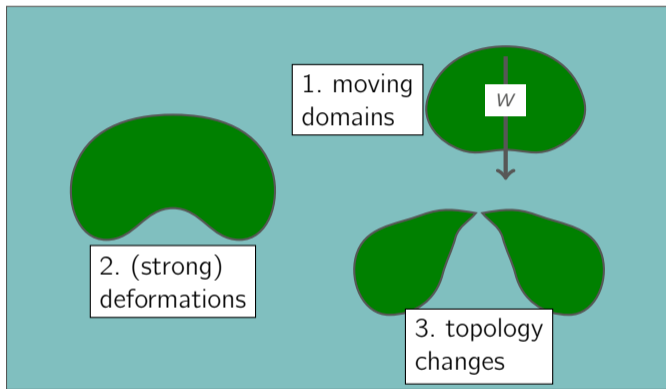 1. moving
domains
w
2. (strong)
deformations
3. topology
changes